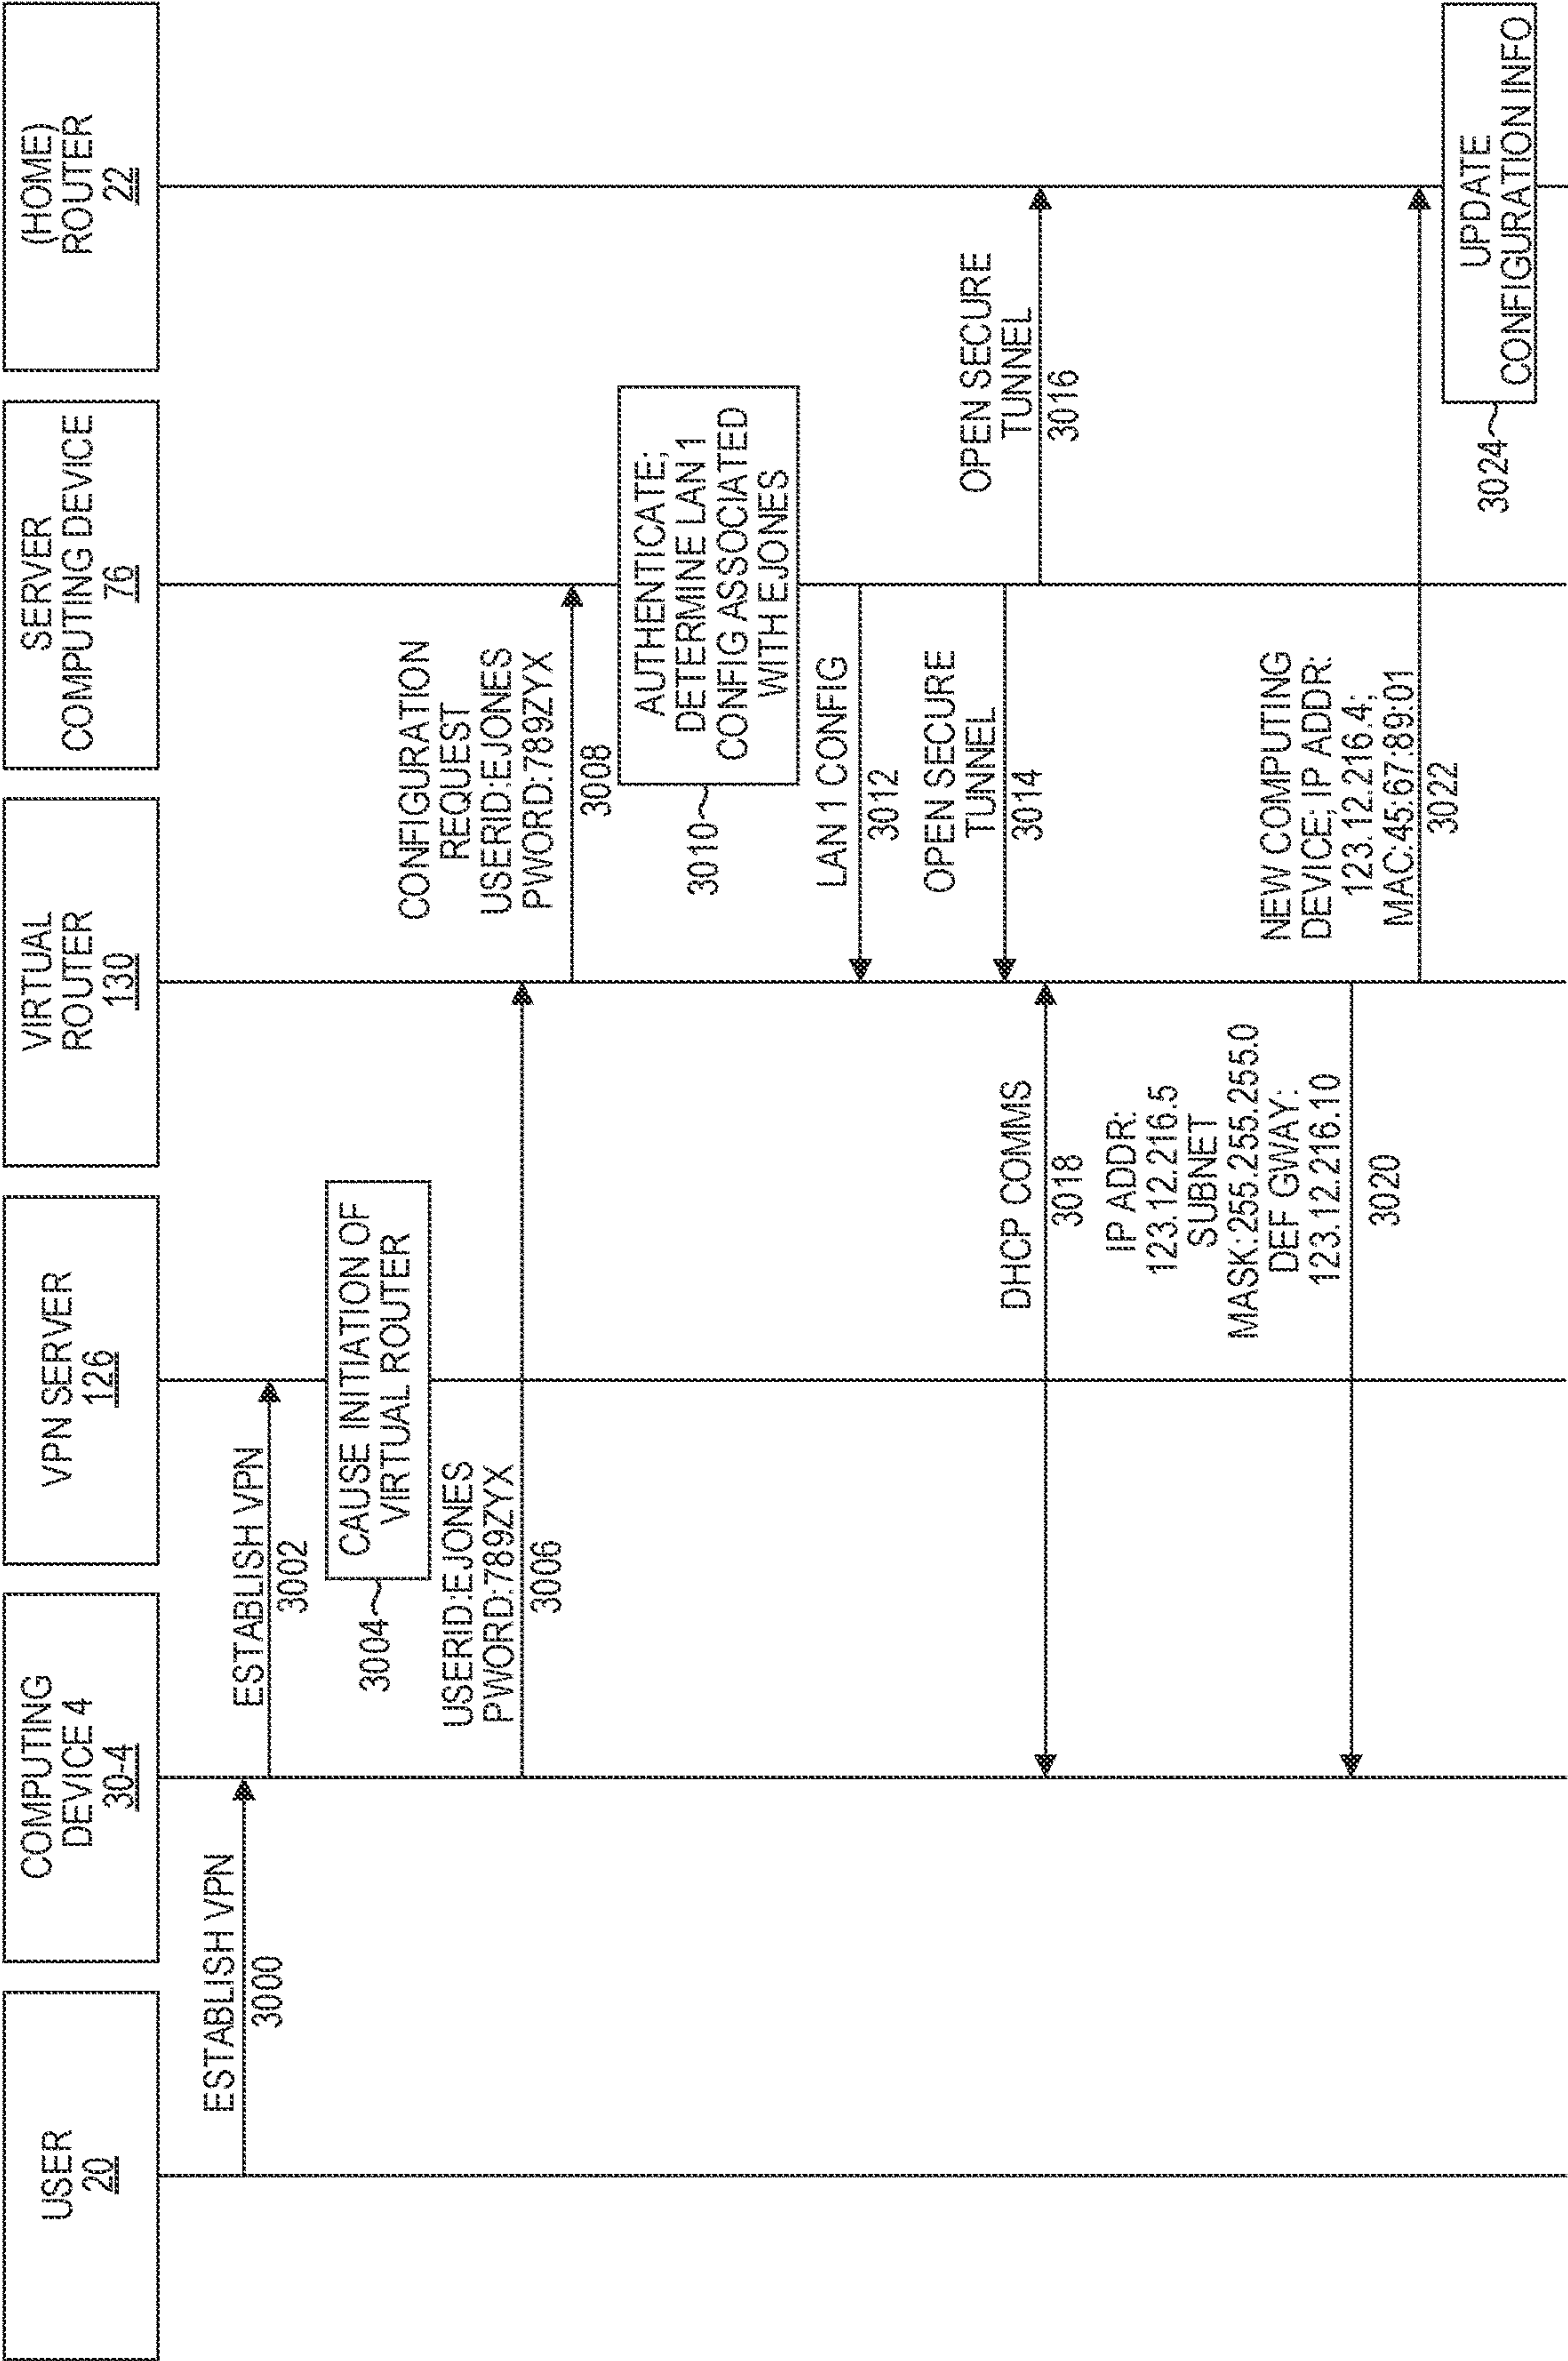 USER
20
COMPUTING
DEVICE 4
30-4
VPN SERVER
126
VIRTUAL
ROUTER
130
SERVER
COMPUTING DEVICE
76
(HOME)
ROUTER
22
ESTABLISH VPN
3000
ESTABLISH VPN
3002
CAUSE INITIATION OF
VIRTUAL ROUTER
3004
USERID:EJONES
PWORD:789ZYX
3006
CONFIGURATION
REQUEST
USERID:EJONES
PWORD:789ZYX
3008
AUTHENTICATE;
DETERMINE LAN 1
CONFIG ASSOCIATED
WITH EJONES
3010
LAN 1 CONFIG
3012
OPEN SECURE
TUNNEL
3014
OPEN SECURE
TUNNEL
3016
DHCP COMMS
3018
IP ADDR:
123.12.216.5
SUBNET
MASK:255.255.255.0
DEF GWAY:
123.12.216.10
3020
NEW COMPUTING
DEVICE; IP ADDR:
123.12.216.4;
MAC:45:67:89:01
3022
UPDATE
CONFIGURATION INFO
3024